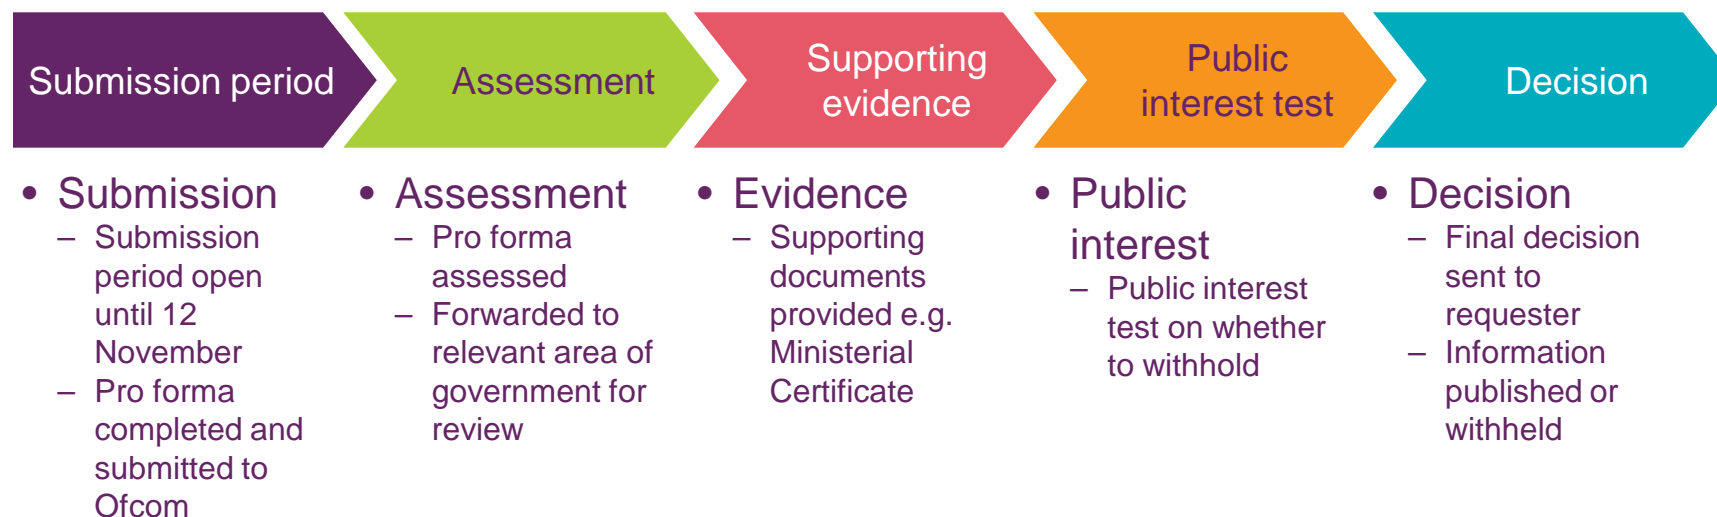 Submission period
Assessment
Supporting
evidence
Public
interest test
Decision
• Submission
– Submission
period open
until 12
November
– Pro forma
completed and
submitted to
Ofcom
• Assessment
– Pro forma
assessed
– Forwarded to
relevant area of
government for
review
• Evidence
– Supporting
documents
provided e.g.
Ministerial
Certificate
• Public
interest
– Public interest
test on whether
to withhold
• Decision
– Final decision
sent to
requester
– Information
published or
withheld